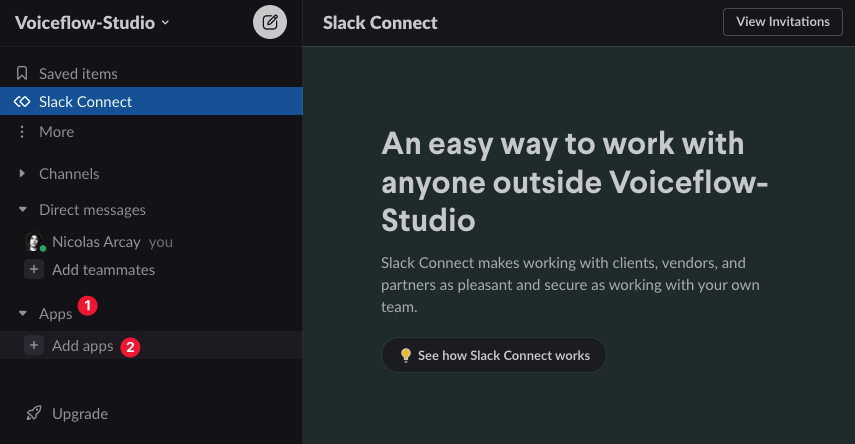 Voiceflow-Studio
Saved items
Slack Connect
More
Channels
Direct messages
Nicolas Arcay you
Add teammates
Apps 1
Add apps 2
Upgrade
Slack Connect
View Invitations
An easy way to work with
anyone outside Voiceflow-
Studio
Slack Connect makes working with clients, vendors, and
partners as pleasant and secure as working with your own
team.
See how Slack Connect works